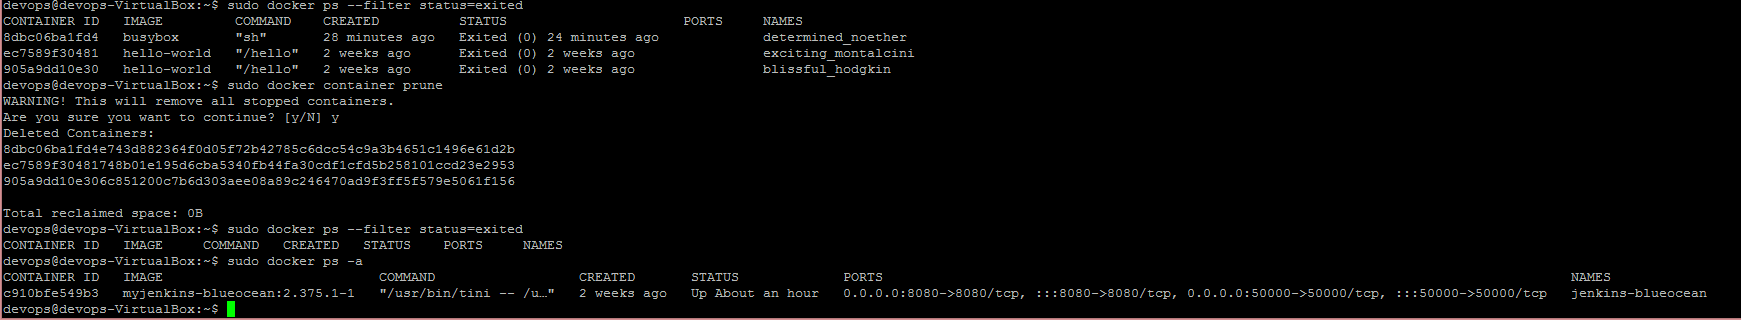 devops@devops-VirtualBox:~$ sudo docker ps --filter status=exited
CONTAINER ID   IMAGE         COMMAND    CREATED          STATUS                      PORTS     NAMES
8dbc06ba1fd4   busybox       "sh"       28 minutes ago   Exited (0) 24 minutes ago             determined_noether
ec7589f30481   hello-world   "/hello"   2 weeks ago      Exited (0) 2 weeks ago                exciting_montalcini
905a9dd10e30   hello-world   "/hello"   2 weeks ago      Exited (0) 2 weeks ago                blissful_hodgkin
devops@devops-VirtualBox:~$ sudo docker container prune
WARNING! This will remove all stopped containers.
Are you sure you want to continue? [y/N] y
Deleted Containers:
8dbc06ba1fd4e743d882364f0d05f72b42785c6dcc54c9a3b4651c1496e61d2b
ec7589f30481748b01e195d6cba5340fb44fa30cdf1cfd5b258101ccd23e2953
905a9dd10e306c851200c7b6d303aee08a89c246470ad9f3ff5f579e5061f156

Total reclaimed space: 0B
devops@devops-VirtualBox:~$ sudo docker ps --filter status=exited
CONTAINER ID   IMAGE     COMMAND   CREATED   STATUS    PORTS     NAMES
devops@devops-VirtualBox:~$ sudo docker ps -a
CONTAINER ID   IMAGE                           COMMAND                  CREATED       STATUS             PORTS                                                                                      NAMES
c910bfe549b3   myjenkins-blueocean:2.375.1-1   "/usr/bin/tini -- /u…"   2 weeks ago   Up About an hour   0.0.0.0:8080->8080/tcp, :::8080->8080/tcp, 0.0.0.0:50000->50000/tcp, :::50000->50000/tcp   jenkins-blueocean
devops@devops-VirtualBox:~$